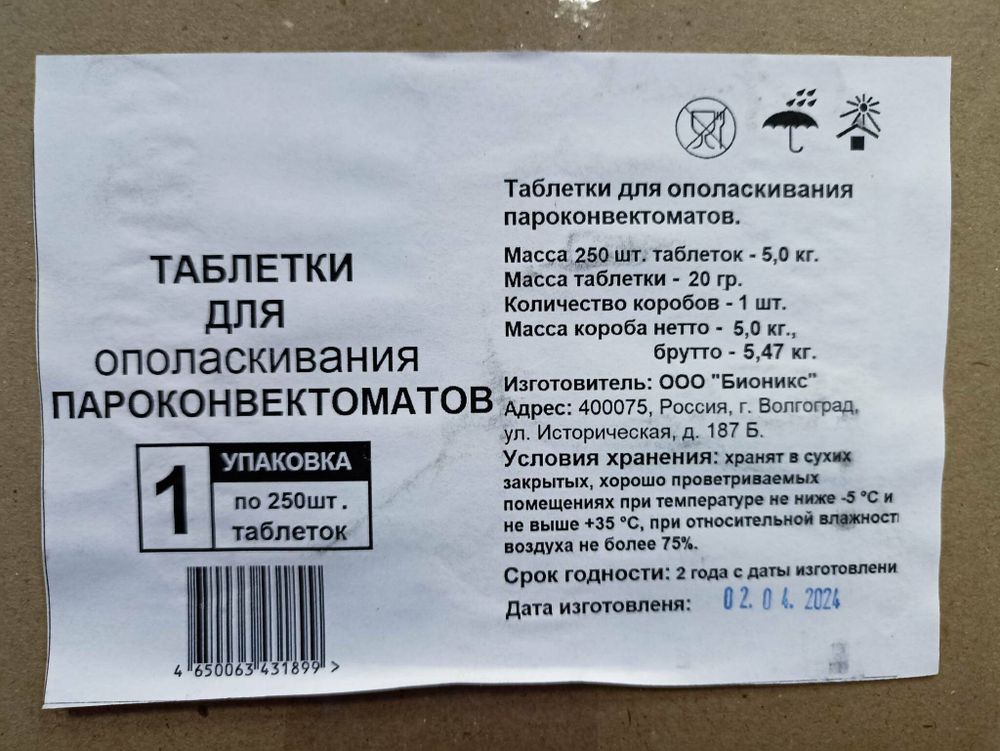 ТАБЛЕТКИ
ДЛЯ
ОПОЛАСКИВАНИЯ
ПАРОКОНВЕКТОМАТОВ
1
УПАКОВКА
по 250шт.
таблеток
4 650063 431899 >
Таблетки для ополаскивания
пароконвектоматов.
Масса 250 шт. таблеток - 5,0 кг.
Масса таблетки - 20 гр.
Количество коробов - 1 шт.
Масса короба нетто - 5,0 кг.,
брутто - 5,47 кг.
Изготовитель: ООО "Бионикс"
Адрес: 400075, Россия, г. Волгоград,
ул. Историческая, д. 187 Б.
Условия хранения: хранят в сухих
закрытых, хорошо проветриваемых
помещениях при температуре не ниже -5 °С и
не выше +35 °С, при относительной влажност
воздуха не более 75%.
Срок годности: 2 года с даты изготовлени
Дата изготовленя: 02.04.2024